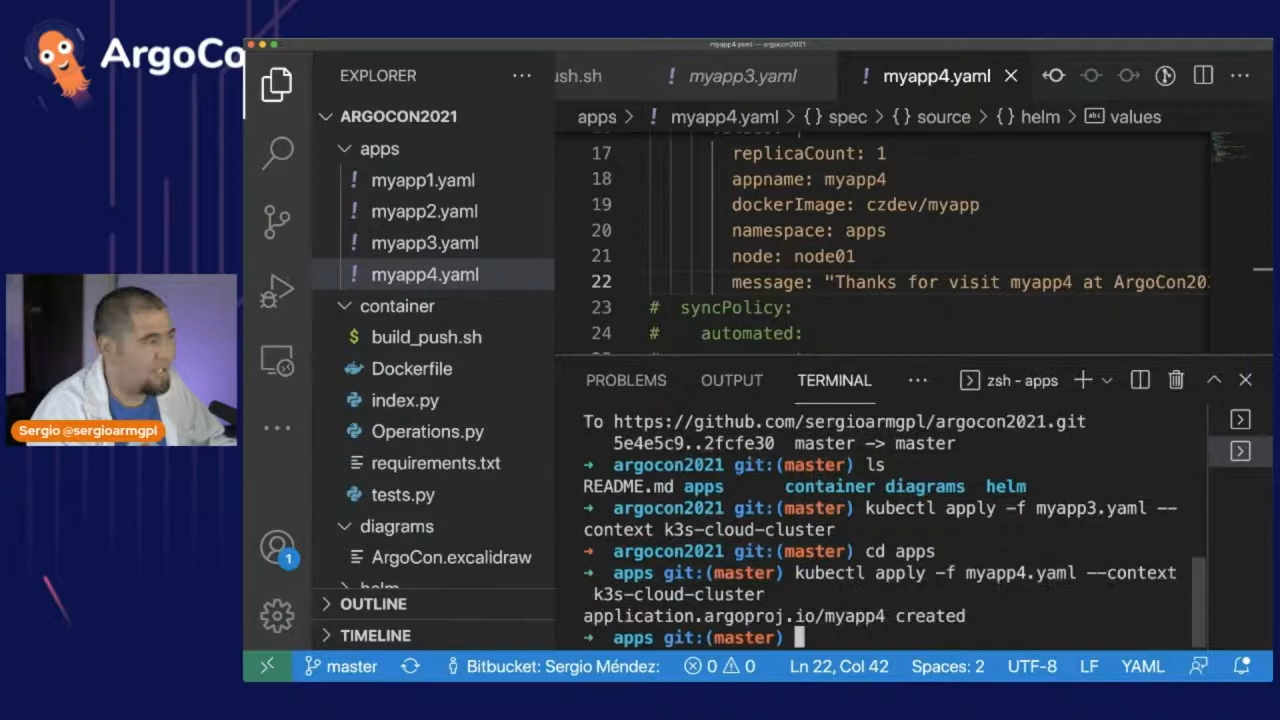 ArgoCo
myapp4.yaml — argocon2021
EXPLORER
ush.sh
! myapp3.yaml
! myapp4.yaml
ARGOCON2021
apps > ! myapp4.yaml > {} spec > {} source > {} helm > abc values
apps
! myapp1.yaml
! myapp2.yaml
! myapp3.yaml
! myapp4.yaml
container
$ build_push.sh
Dockerfile
index.py
Operations.py
requirements.txt
tests.py
diagrams
ArgoCon.excalidraw
OUTLINE
TIMELINE
17 replicaCount: 1
18 appname: myapp4
19 dockerImage: czdev/myapp
20 namespace: apps
21 node: node01
22 message: "Thanks for visit myapp4 at ArgoCon20
23 # syncPolicy:
24 # automated:
PROBLEMS OUTPUT TERMINAL ··· zsh - apps
To https://github.com/sergioarmgpl/argocon2021.git
5e4e5c9..2fcfe30 master -> master
→ argocon2021 git:(master) ls
README.md apps container diagrams helm
→ argocon2021 git:(master) kubectl apply -f myapp3.yaml --
context k3s-cloud-cluster
→ argocon2021 git:(master) cd apps
→ apps git:(master) kubectl apply -f myapp4.yaml --context
k3s-cloud-cluster
application.argoproj.io/myapp4 created
→ apps git:(master)
Sergio @sergioarmgpl
1
master Bitbucket: Sergio Méndez: 0 0 Ln 22, Col 42 Spaces: 2 UTF-8 LF YAML